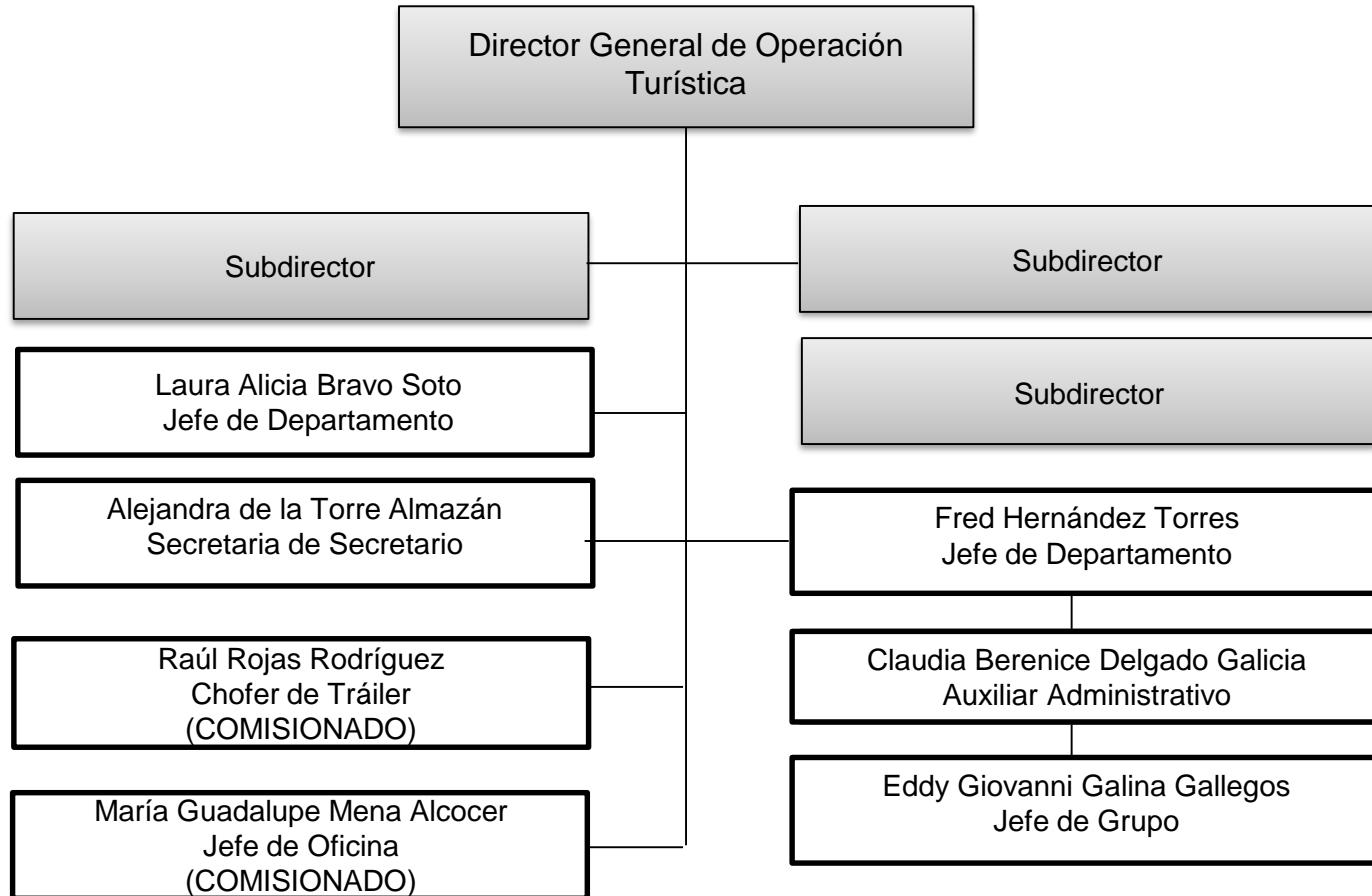 Director General de Operación
Turística
Subdirector
Subdirector
Laura Alicia Bravo Soto
Jefe de Departamento
Subdirector
Alejandra de la Torre Almazán
Secretaria de Secretario
Fred Hernández Torres
Jefe de Departamento
Raúl Rojas Rodríguez
Chofer de Tráiler
(COMISIONADO)
Claudia Berenice Delgado Galicia
Auxiliar Administrativo
María Guadalupe Mena Alcocer
Jefe de Oficina
(COMISIONADO)
Eddy Giovanni Galina Gallegos
Jefe de Grupo